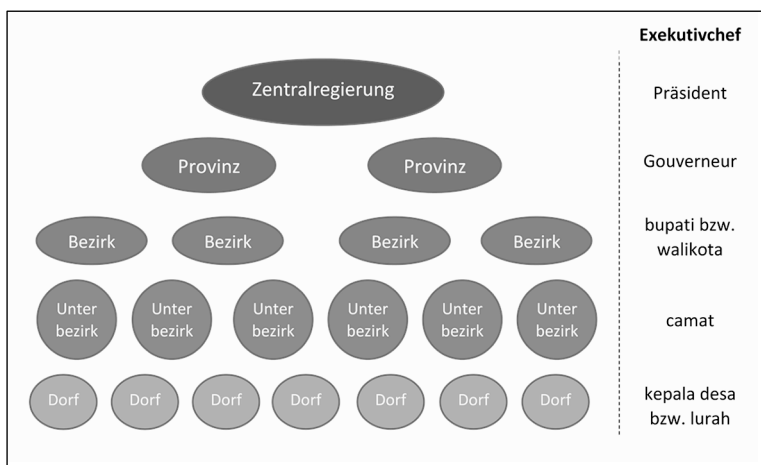 Exekutivchef
Zentralregierung
Präsident
Provinz
Provinz
Gouverneur
Bezirk
Bezirk
Bezirk
Bezirk
bupati bzw.
walikota
Unter
bezirk
Unter
bezirk
Unter
bezirk
Unter
bezirk
Unter
bezirk
Unter
bezirk
camat
Dorf
Dorf
Dorf
Dorf
Dorf
Dorf
Dorf
kepala desa
bzw. lurah